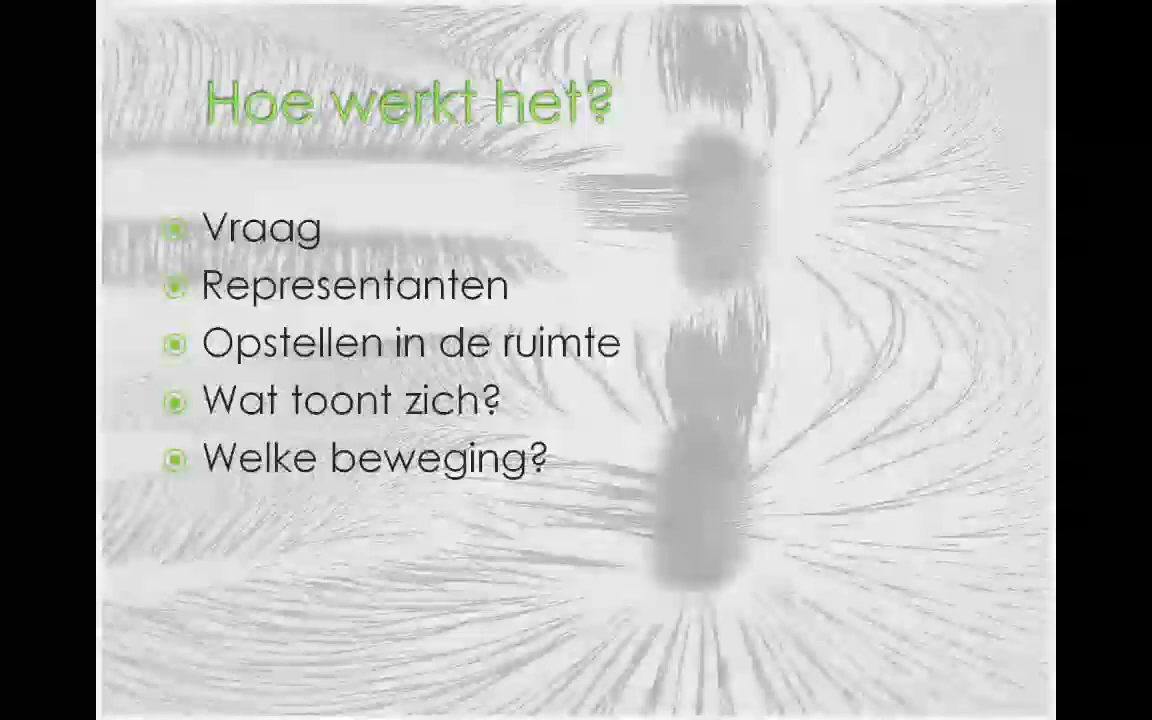 Hoe werkt het?
Vraag
Representanten
Opstellen in de ruimte
Wat toont zich?
Welke beweging?